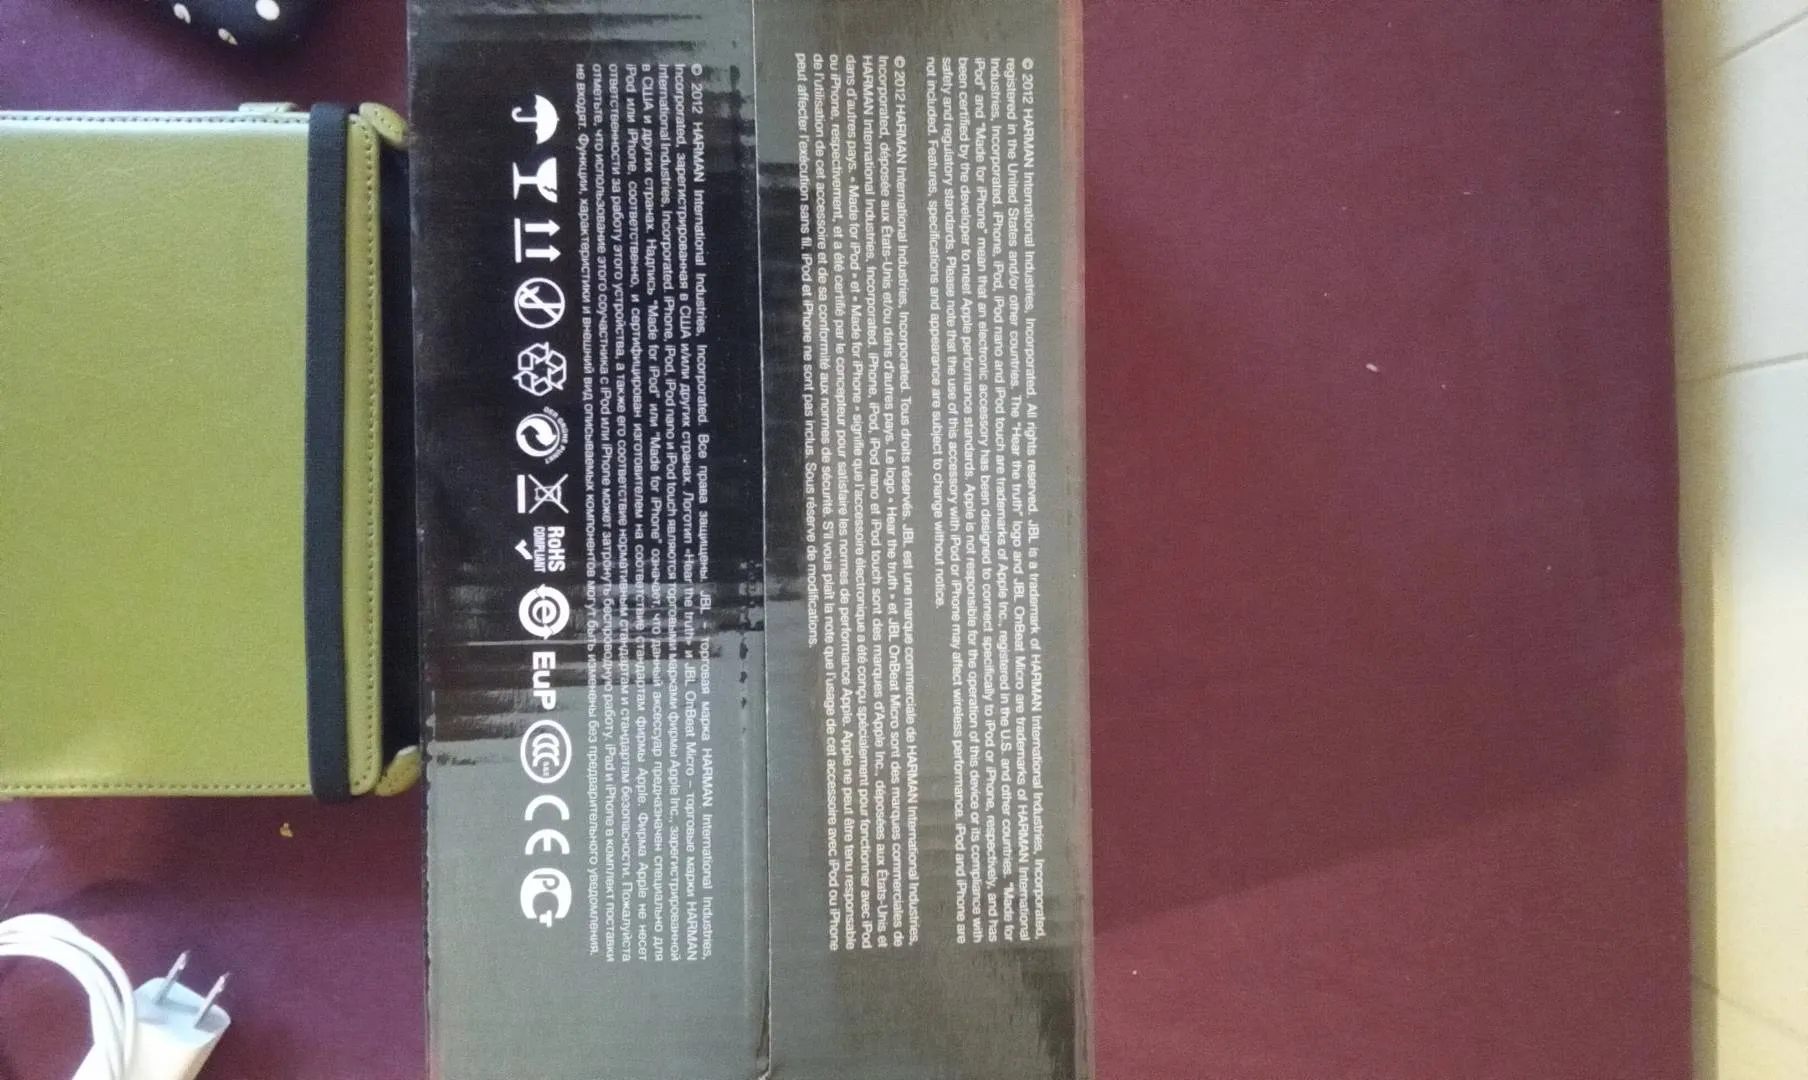 © 2012 HARMAN International Industries, Incorporated. All rights reserved. JBL is a trademark of HARMAN International Industries, Incorporated,
registered in the United States and/or other countries. The "Hear the truth" logo and JBL OnBeat Micro are trademarks of HARMAN International
Industries, Incorporated. iPhone, iPod, iPod nano and iPod touch are trademarks of Apple Inc., registered in the U.S. and other countries. "Made for
iPod" and "Made for iPhone" mean that an electronic accessory has been designed to connect specifically to iPod or iPhone, respectively, and has
been certified by the developer to meet Apple performance standards. Apple is not responsible for the operation of this device or its compliance with
safety and regulatory standards. Please note that the use of this accessory with iPod or iPhone may affect wireless performance. iPod and iPhone are
not included. Features, specifications and appearance are subject to change without notice.
© 2012 HARMAN International Industries, Incorporated. Tous droits réservés. JBL est une marque commerciale de HARMAN International Industries,
Incorporated, déposée aux États-Unis et/ou dans d'autres pays. Le logo « Hear the truth » et JBL OnBeat Micro sont des marques commerciales de
HARMAN International Industries, Incorporated. iPhone, iPod, iPod nano et iPod touch sont des marques d'Apple Inc., déposées aux États-Unis et
dans d'autres pays. « Made for iPod » et « Made for iPhone » signifie que l'accessoire électronique a été conçu spécialement pour fonctionner avec iPod
ou iPhone, respectivement, et a été certifié par le concepteur pour satisfaire les normes de performance Apple. Apple ne peut être tenu responsable
de l'utilisation de cet accessoire et de sa conformité aux normes de sécurité. S'il vous plaît la note que l'usage de cet accessoire avec iPod ou iPhone
peut affecter l'exécution sans fil. iPod et iPhone ne sont pas inclus. Sous réserve de modifications.
© 2012 HARMAN International Industries, Incorporated. Все права защищены. JBL – торговая марка HARMAN International Industries,
Incorporated, зарегистрированная в США и/или других странах. Логотип «Hear the truth» и JBL OnBeat Micro – торговые марки HARMAN
International Industries, Incorporated. iPhone, iPod, iPod nano и iPod touch являются торговыми марками фирмы Apple Inc., зарегистрированной
в США и других странах. Надпись "Made for iPod" или "Made for iPhone" означает, что данный аксессуар предназначен специально для
iPod или iPhone, соответственно, и сертифицирован изготовителем на соответствие стандартам фирмы Apple. Фирма Apple не несет
ответственности за работу этого устройства, а также его соответствие нормативным стандартам и стандартам безопасности. Пожалуйста
отметьте, что использование этого соучастника с iPod или iPhone может затронуть беспроводную работу. iPad и iPhone в комплект поставки
не входят. Функции, характеристики и внешний вид описываемых компонентов могут быть изменены без предварительного уведомления.
DER GRÜNE PUNKT
RoHS
COMPLIANT
e
EuP
CCC
S&E
CE